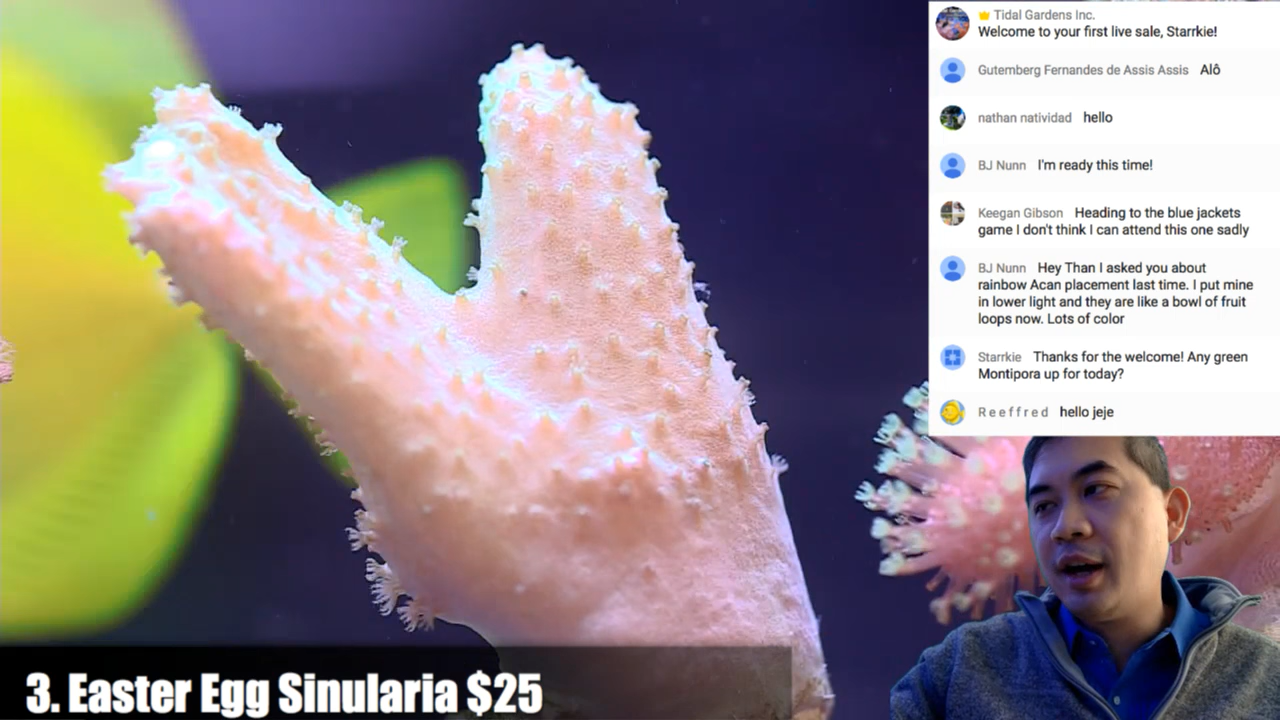 Tidal Gardens Inc.
Welcome to your first live sale, Starrkie!
Gutemberg Fernandes de Assis Assis Alô
nathan natividad hello
BJ Nunn I'm ready this time!
Keegan Gibson Heading to the blue jackets
game I don't think I can attend this one sadly
BJ Nunn Hey Than I asked you about
rainbow Acan placement last time. I put mine
in lower light and they are like a bowl of fruit
loops now. Lots of color
Starrkie Thanks for the welcome! Any green
Montipora up for today?
R e e f f r e d hello jeje
3. Easter Egg Sinularia $25